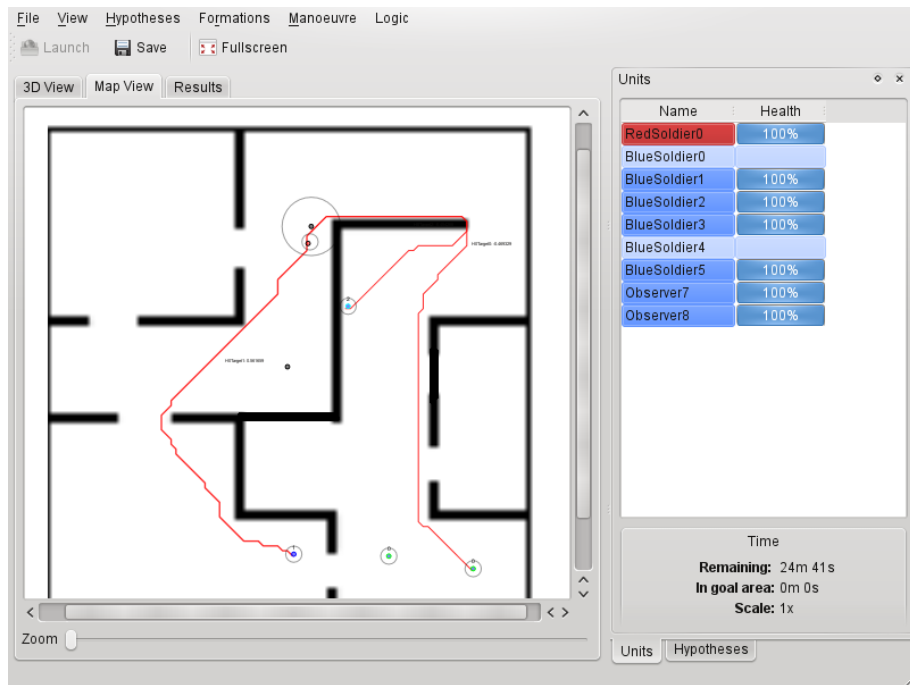 File View Hypotheses Formations Manoeuvre Logic
Launch Save Fullscreen
3D View Map View Results
Units
Name Health
RedSoldier0 100%
BlueSoldier0
BlueSoldier1 100%
BlueSoldier2 100%
BlueSoldier3 100%
BlueSoldier4
BlueSoldier5 100%
Observer7 100%
Observer8 100%
Time
Remaining: 24m 41s
In goal area: 0m 0s
Scale: 1x
Zoom
Units Hypotheses